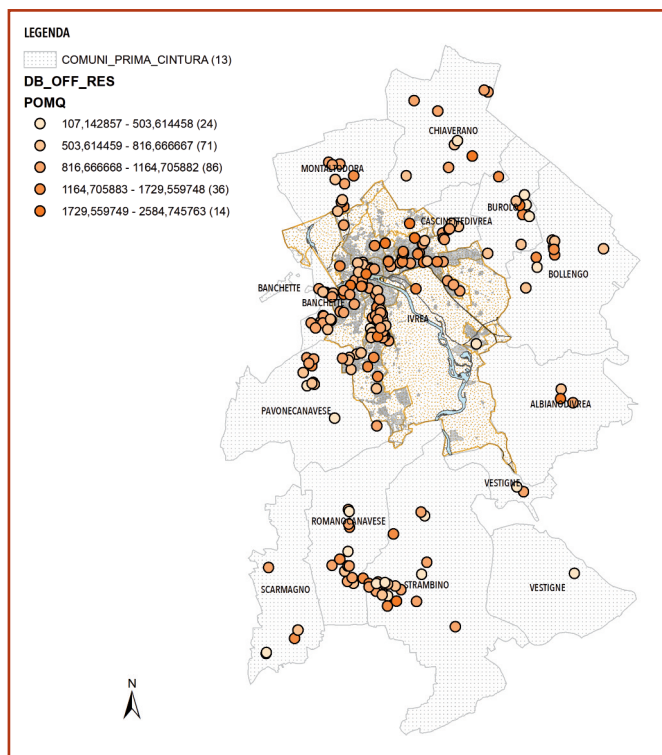 LEGENDA
COMUNI_PRIMA_CINTURA (13)
DB_OFF_RES
POMQ
107,142857 - 503,614458 (24)
503,614459 - 816,666667 (71)
816,666668 - 1164,705882 (86)
1164,705883 - 1729,559748 (36)
1729,559749 - 2584,745763 (14)
CHIAVERANO
MONTALTODORA
BUROLO
CASCINETTEDIVREA
BOLLENGO
BANCHETTE
BANCHETTE
IVREA
ALBIANODIVREA
PAVONECANAVESE
VESTIGNE
ROMANOCANAVESE
STRAMBINO
SCARMAGNO
VESTIGNE
N